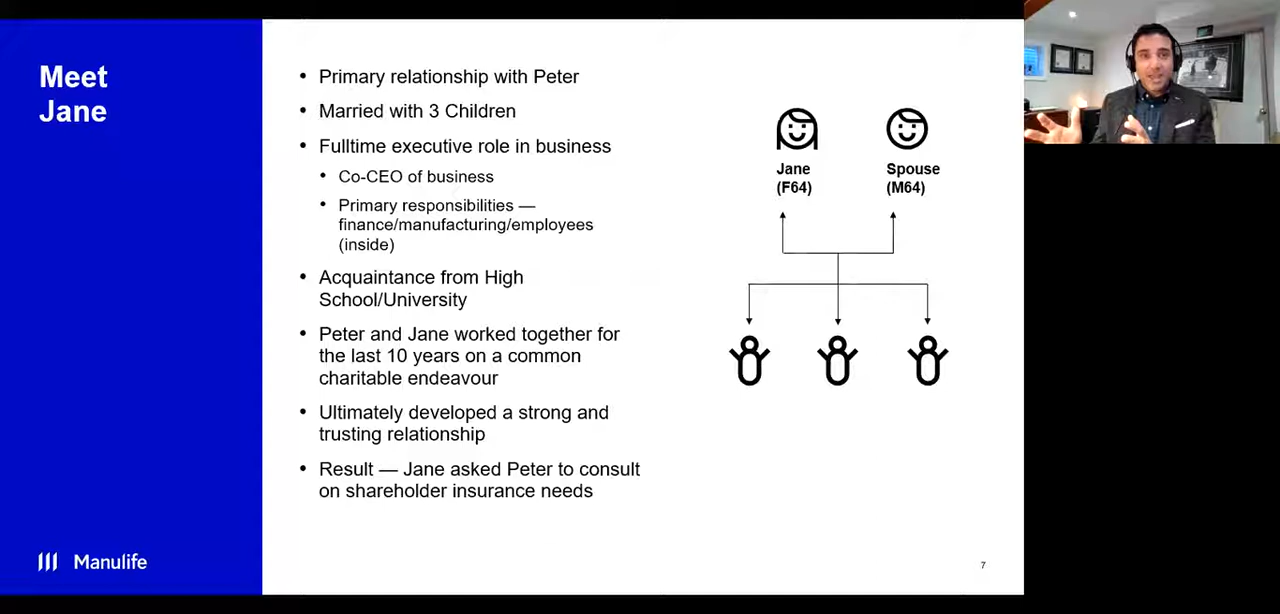 Meet
Jane
• Primary relationship with Peter
• Married with 3 Children
• Fulltime executive role in business
• Co-CEO of business
• Primary responsibilities —
finance/manufacturing/employees
(inside)
• Acquaintance from High
School/University
• Peter and Jane worked together for
the last 10 years on a common
charitable endeavour
• Ultimately developed a strong and
trusting relationship
• Result — Jane asked Peter to consult
on shareholder insurance needs
Jane
(F64)
Spouse
(M64)
Manulife
7